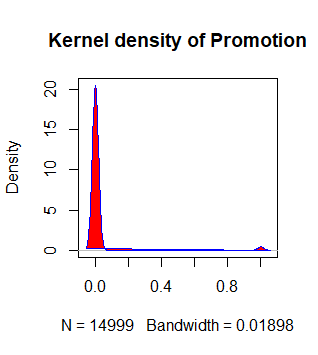 Kernel density of Promotion
Density
20
15
10
5
0
0.0 0.4 0.8
N = 14999 Bandwidth = 0.01898